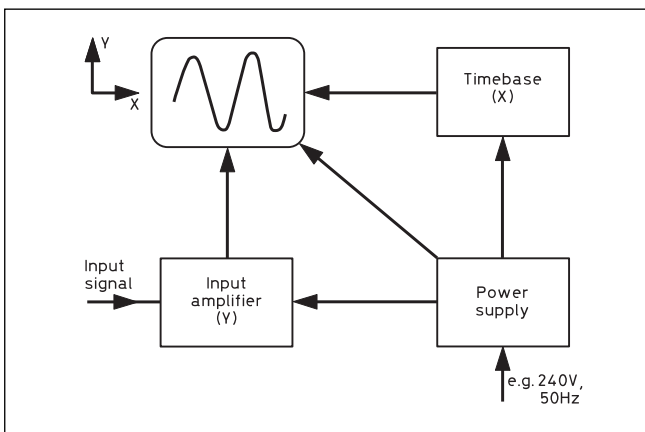 Y
X
Timebase
(X)
Input
signal
Input
amplifier
(Y)
Power
supply
e.g. 240V,
50Hz